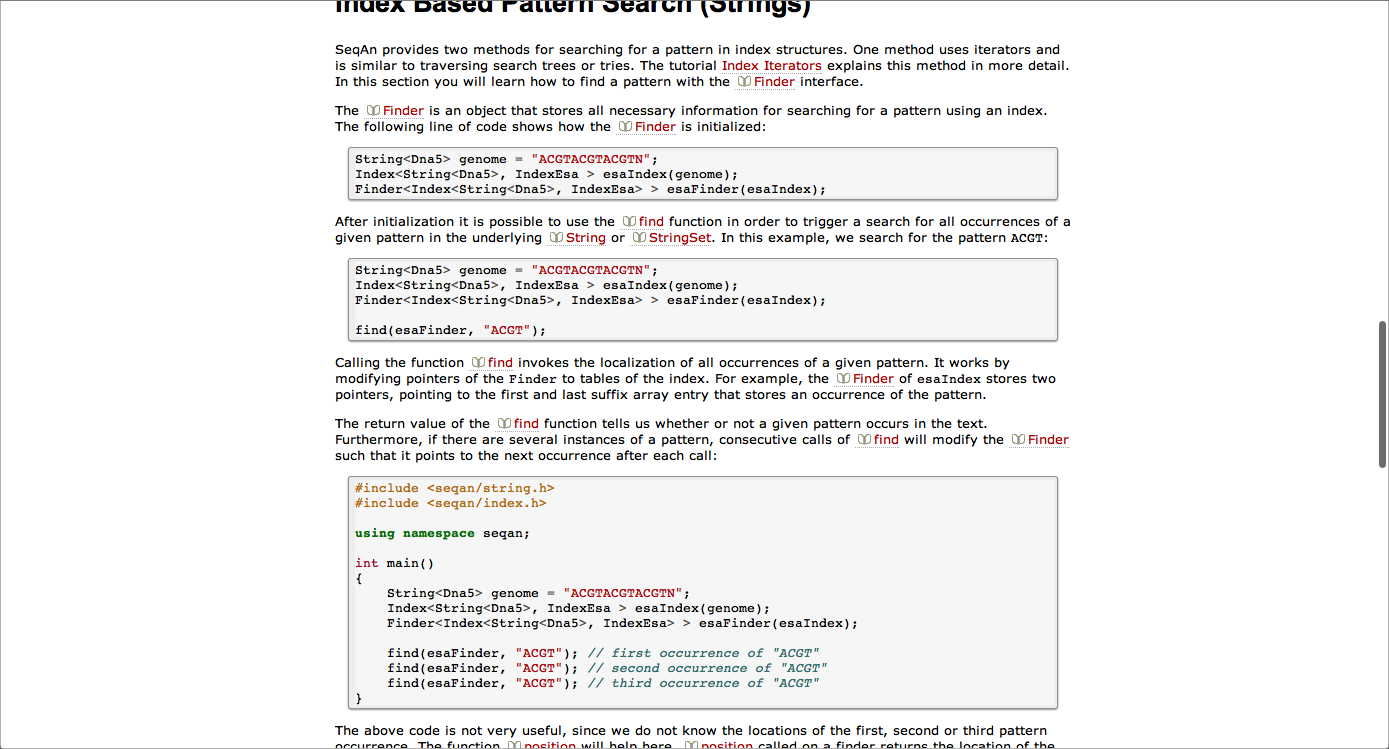 Index Based Pattern Search (Strings)
SeqAn provides two methods for searching for a pattern in index structures. One method uses iterators and
is similar to traversing search trees or tries. The tutorial Index Iterators explains this method in more detail.
In this section you will learn how to find a pattern with the Finder interface.
The Finder is an object that stores all necessary information for searching for a pattern using an index.
The following line of code shows how the Finder is initialized:
String<Dna5> genome = "ACGTACGTACGTN";
Index<String<Dna5>, IndexEsa > esaIndex(genome);
Finder<Index<String<Dna5>, IndexEsa> > esaFinder(esaIndex);
After initialization it is possible to use the find function in order to trigger a search for all occurrences of a
given pattern in the underlying String or StringSet. In this example, we search for the pattern ACGT:
String<Dna5> genome = "ACGTACGTACGTN";
Index<String<Dna5>, IndexEsa > esaIndex(genome);
Finder<Index<String<Dna5>, IndexEsa> > esaFinder(esaIndex);
find(esaFinder, "ACGT");
Calling the function find invokes the localization of all occurrences of a given pattern. It works by
modifying pointers of the Finder to tables of the index. For example, the Finder of esaIndex stores two
pointers, pointing to the first and last suffix array entry that stores an occurrence of the pattern.
The return value of the find function tells us whether or not a given pattern occurs in the text.
Furthermore, if there are several instances of a pattern, consecutive calls of find will modify the Finder
such that it points to the next occurrence after each call:
#include <seqan/string.h>
#include <seqan/index.h>
using namespace seqan;
int main()
{
    String<Dna5> genome = "ACGTACGTACGTN";
    Index<String<Dna5>, IndexEsa > esaIndex(genome);
    Finder<Index<String<Dna5>, IndexEsa> > esaFinder(esaIndex);
    find(esaFinder, "ACGT"); // first occurrence of "ACGT"
    find(esaFinder, "ACGT"); // second occurrence of "ACGT"
    find(esaFinder, "ACGT"); // third occurrence of "ACGT"
}
The above code is not very useful, since we do not know the locations of the first, second or third pattern
occurrence. The function position will help here. position called on a finder returns the location of the